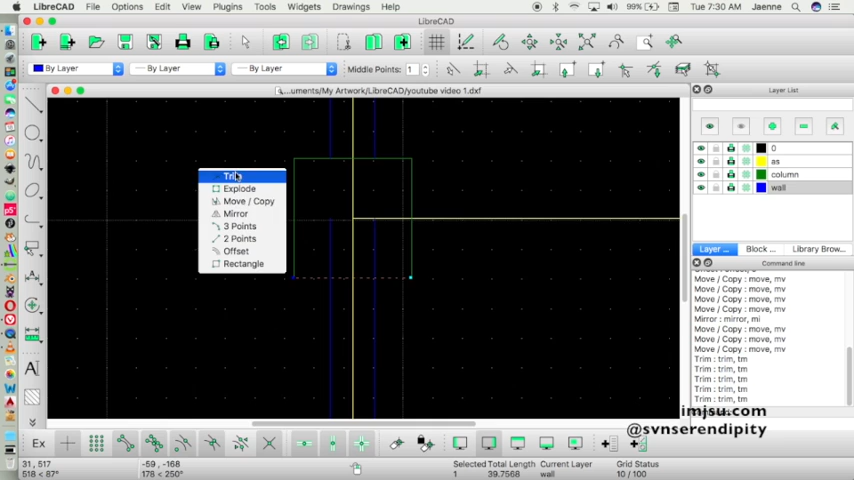 LibreCAD File Options Edit View Plugins Tools Widgets Drawings Help
99% Tue 7:30 AM Jaenne
LibreCAD
By Layer By Layer By Layer Middle Points: 1
...uments/My Artwork/LibreCAD/youtube video 1.dxf
Layer List
0
as
column
wall
Trim
Explode
Move / Copy
Mirror
3 Points
2 Points
Offset
Rectangle
Layer ... Block ... Library Brow...
Command line
Move / Copy : move, mv
Move / Copy : move, mv
Move / Copy : move, mv
Move / Copy : move, mv
Mirror : mirror, mi
Move / Copy : move, mv
Move / Copy : move, mv
Trim : trim, tm
Trim : trim, tm
Trim : trim, tm
Trim : trim, tm
Trim : trim, tm
imjsu.com
@svnserendipity
Ex
31, 517
518 < 87°
-59 , -168
178 < 250°
Selected Total Length
1 39.7568
Current Layer
wall
Grid Status
10 / 100